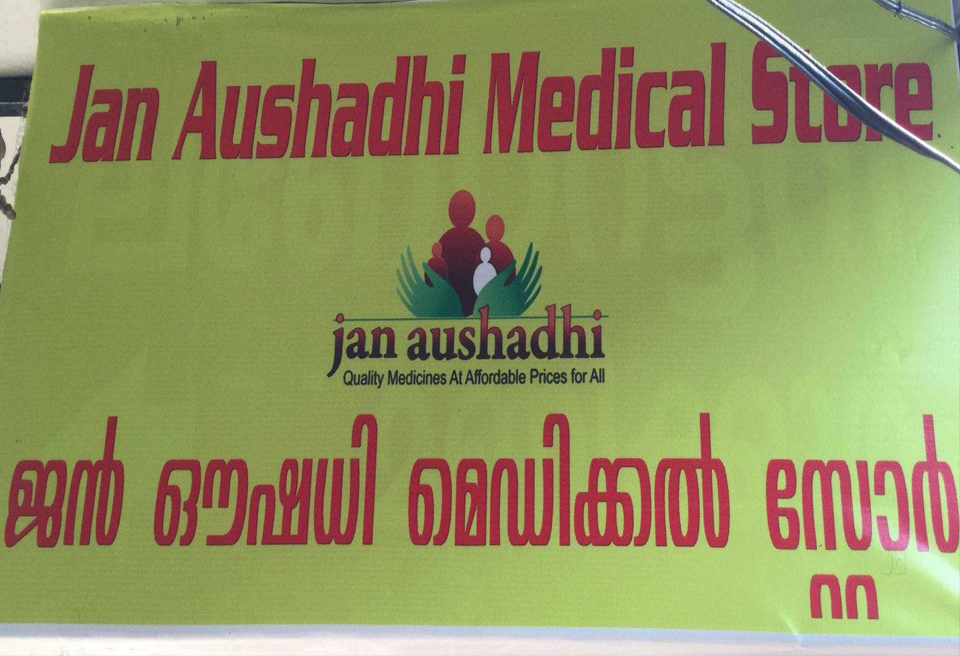 Jan Aushadhi Medical Store
jan aushadhi
Quality Medicines At Affordable Prices for All
ജൻ ഔഷധി മെഡിക്കൽ സ്റ്റോർ